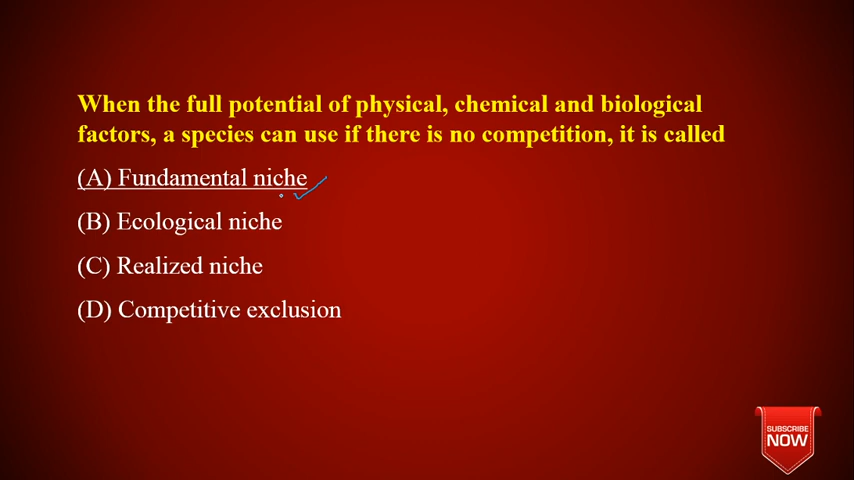 When the full potential of physical, chemical and biological
factors, a species can use if there is no competition, it is called
(A) Fundamental niche
(B) Ecological niche
(C) Realized niche
(D) Competitive exclusion
SUBSCRIBE
NOW